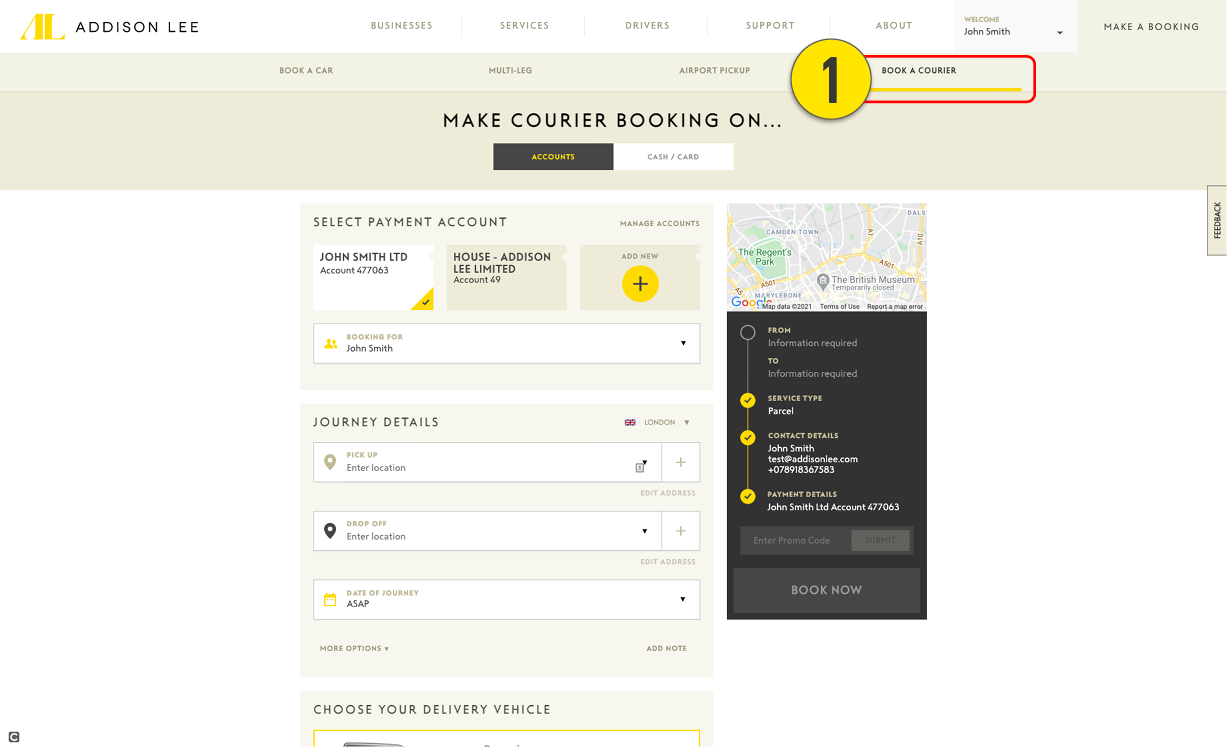 ADDISON LEE
BUSINESSES
SERVICES
DRIVERS
SUPPORT
ABOUT
WELCOME
John Smith
MAKE A BOOKING
BOOK A CAR
MULTI-LEG
AIRPORT PICKUP
1
BOOK A COURIER
MAKE COURIER BOOKING ON...
ACCOUNTS
CASH / CARD
FEEDBACK
SELECT PAYMENT ACCOUNT
MANAGE ACCOUNTS
JOHN SMITH LTD
Account 477063
HOUSE - ADDISON
LEE LIMITED
Account 49
ADD NEW
BOOKING FOR
John Smith
JOURNEY DETAILS
LONDON
PICK UP
Enter location
EDIT ADDRESS
DROP OFF
Enter location
EDIT ADDRESS
DATE OF JOURNEY
ASAP
MORE OPTIONS
ADD NOTE
CHOOSE YOUR DELIVERY VEHICLE
DALS
CAMDEN TOWN
A1
A10
The Regent's
Park
A501
A5
A501
The British Museum
Temporarily closed
MARYLEBONE
Google
Map data ©2021
Terms of Use
Report a map error
FROM
Information required
TO
Information required
SERVICE TYPE
Parcel
CONTACT DETAILS
John Smith
test@addisonlee.com
+078918367583
PAYMENT DETAILS
John Smith Ltd Account 477063
Enter Promo Code
SUBMIT
BOOK NOW